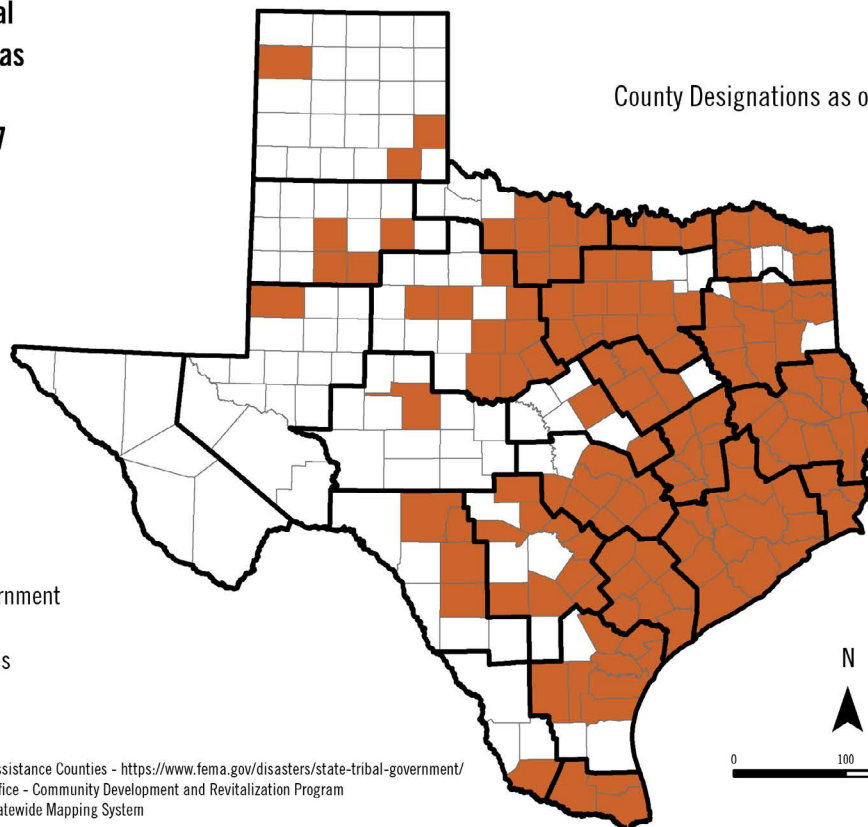 al
as
7
County Designations as o
rnment
s
N
0 100
ssistance Counties - https://www.fema.gov/disasters/state-tribal-government/
fice - Community Development and Revitalization Program
atewide Mapping System